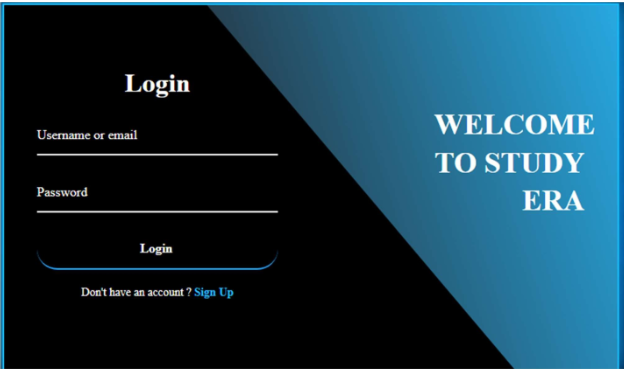 Login
Username or email
Password
Login
Don't have an account ? Sign Up
WELCOME
TO STUDY
ERA